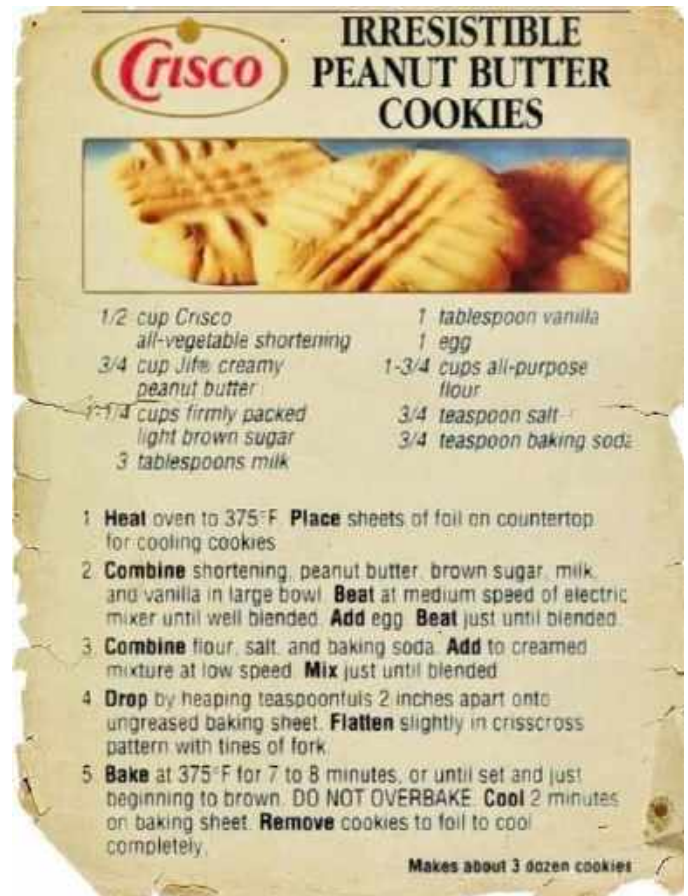 Crisco
IRRESISTIBLE
PEANUT BUTTER
COOKIES
1/2 cup Crisco
all-vegetable shortening
3/4 cup Jif® creamy
peanut butter
1-1/4 cups firmly packed
light brown sugar
3 tablespoons milk
1 tablespoon vanilla
1 egg
1-3/4 cups all-purpose
flour
3/4 teaspoon salt
3/4 teaspoon baking soda
1 Heat oven to 375°F. Place sheets of foil on countertop
for cooling cookies
2 Combine shortening, peanut butter, brown sugar, milk,
and vanilla in large bowl. Beat at medium speed of electric
mixer until well blended. Add egg. Beat just until blended.
3 Combine flour, salt, and baking soda. Add to creamed
mixture at low speed. Mix just until blended
4 Drop by heaping teaspoonfuls 2 inches apart onto
ungreased baking sheet. Flatten slightly in crisscross
pattern with tines of fork.
5 Bake at 375°F for 7 to 8 minutes, or until set and just
beginning to brown. DO NOT OVERBAKE. Cool 2 minutes
on baking sheet. Remove cookies to foil to cool
completely.
Makes about 3 dozen cookies